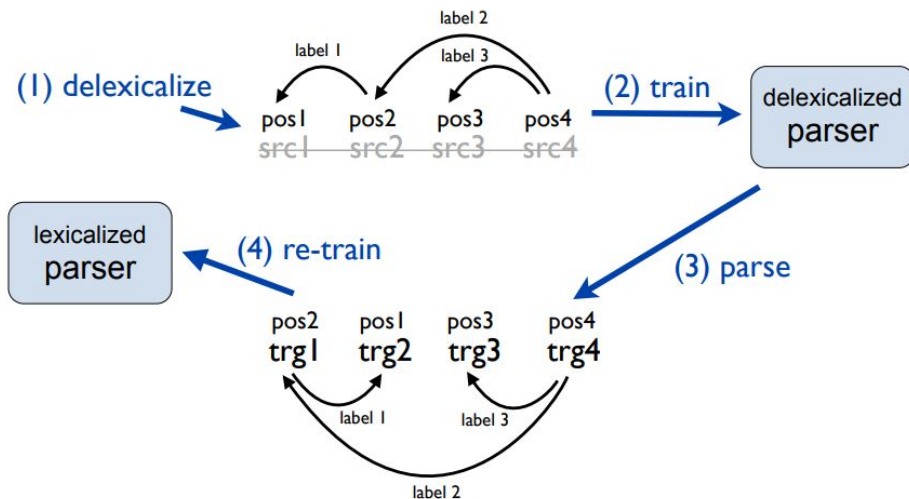 label 2
label 1
label 3
(1) delexicalize
(2) train
delexicalized
parser
pos1 pos2 pos3 pos4
src1 src2 src3 src4
lexicalized
parser
(4) re-train
(3) parse
pos2 pos1 pos3 pos4
trg1 trg2 trg3 trg4
label 1
label 3
label 2